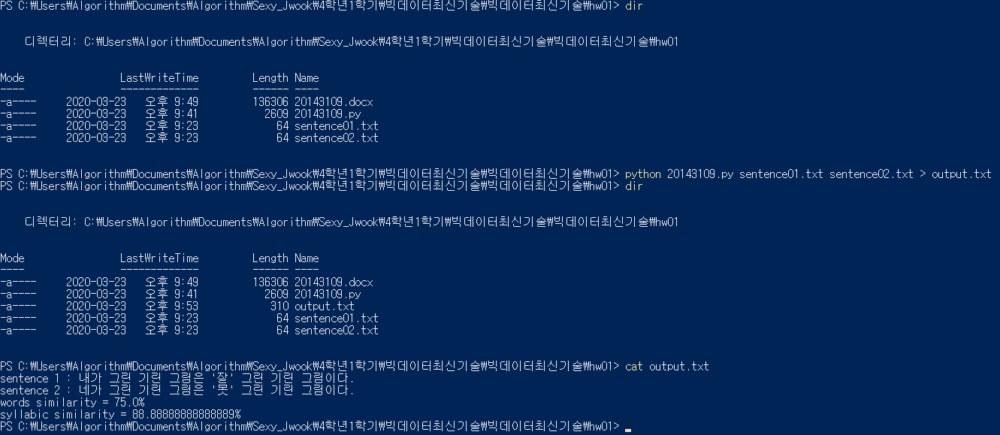 PS C:₩Users₩Algorithm₩Documents₩Algorithm₩Sexy_Jwook₩4학년1학기₩빅데이터최신기술₩빅데이터최신기술₩hw01> dir
디렉터리: C:₩Users₩Algorithm₩Documents₩Algorithm₩Sexy_Jwook₩4학년1학기₩빅데이터최신기술₩빅데이터최신기술₩hw01
Mode LastWriteTime Length Name
---- ------------- ------ ----
-a---- 2020-03-23 오후 9:49 136306 20143109.docx
-a---- 2020-03-23 오후 9:41 2609 20143109.py
-a---- 2020-03-23 오후 9:23 64 sentence01.txt
-a---- 2020-03-23 오후 9:23 64 sentence02.txt
PS C:₩Users₩Algorithm₩Documents₩Algorithm₩Sexy_Jwook₩4학년1학기₩빅데이터최신기술₩빅데이터최신기술₩hw01> python 20143109.py sentence01.txt sentence02.txt > output.txt
PS C:₩Users₩Algorithm₩Documents₩Algorithm₩Sexy_Jwook₩4학년1학기₩빅데이터최신기술₩빅데이터최신기술₩hw01> dir
디렉터리: C:₩Users₩Algorithm₩Documents₩Algorithm₩Sexy_Jwook₩4학년1학기₩빅데이터최신기술₩빅데이터최신기술₩hw01
Mode LastWriteTime Length Name
---- ------------- ------ ----
-a---- 2020-03-23 오후 9:49 136306 20143109.docx
-a---- 2020-03-23 오후 9:41 2609 20143109.py
-a---- 2020-03-23 오후 9:53 310 output.txt
-a---- 2020-03-23 오후 9:23 64 sentence01.txt
-a---- 2020-03-23 오후 9:23 64 sentence02.txt
PS C:₩Users₩Algorithm₩Documents₩Algorithm₩Sexy_Jwook₩4학년1학기₩빅데이터최신기술₩빅데이터최신기술₩hw01> cat output.txt
sentence 1 : 내가 그린 기린 그림은 '잘' 그린 기린 그림이다.
sentence 2 : 네가 그린 기린 그림은 '못' 그린 기린 그림이다.
words similarity = 75.0%
syllabic similarity = 88.88888888888889%
PS C:₩Users₩Algorithm₩Documents₩Algorithm₩Sexy_Jwook₩4학년1학기₩빅데이터최신기술₩빅데이터최신기술₩hw01>